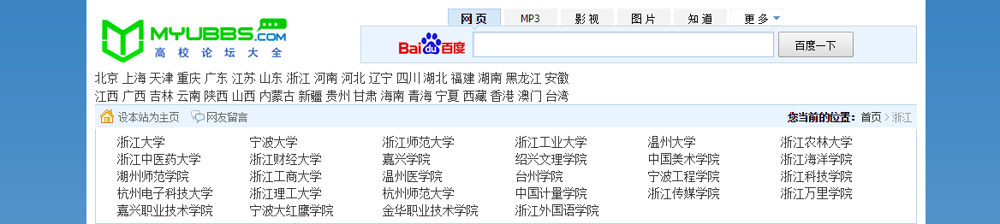 MYUBBS.COM
高校论坛大全
网页 MP3 影视 图片 知道 更多
Bai du 百度 百度一下
北京 上海 天津 重庆 广东 江苏 山东 浙江 河南 河北 辽宁 四川 湖北 福建 湖南 黑龙江 安徽
江西 广西 吉林 云南 陕西 山西 内蒙古 新疆 贵州 甘肃 海南 青海 宁夏 西藏 香港 澳门 台湾
设本站为主页 网友留言 您当前的位置：首页 > 浙江
浙江大学 宁波大学 浙江师范大学 浙江工业大学 温州大学 浙江农林大学
浙江中医药大学 浙江财经大学 嘉兴学院 绍兴文理学院 中国美术学院 浙江海洋学院
湖州师范学院 浙江工商大学 温州医学院 台州学院 宁波工程学院 浙江科技学院
杭州电子科技大学 浙江理工大学 杭州师范大学 中国计量学院 浙江传媒学院 浙江万里学院
嘉兴职业技术学院 宁波大红鹰学院 金华职业技术学院 浙江外国语学院